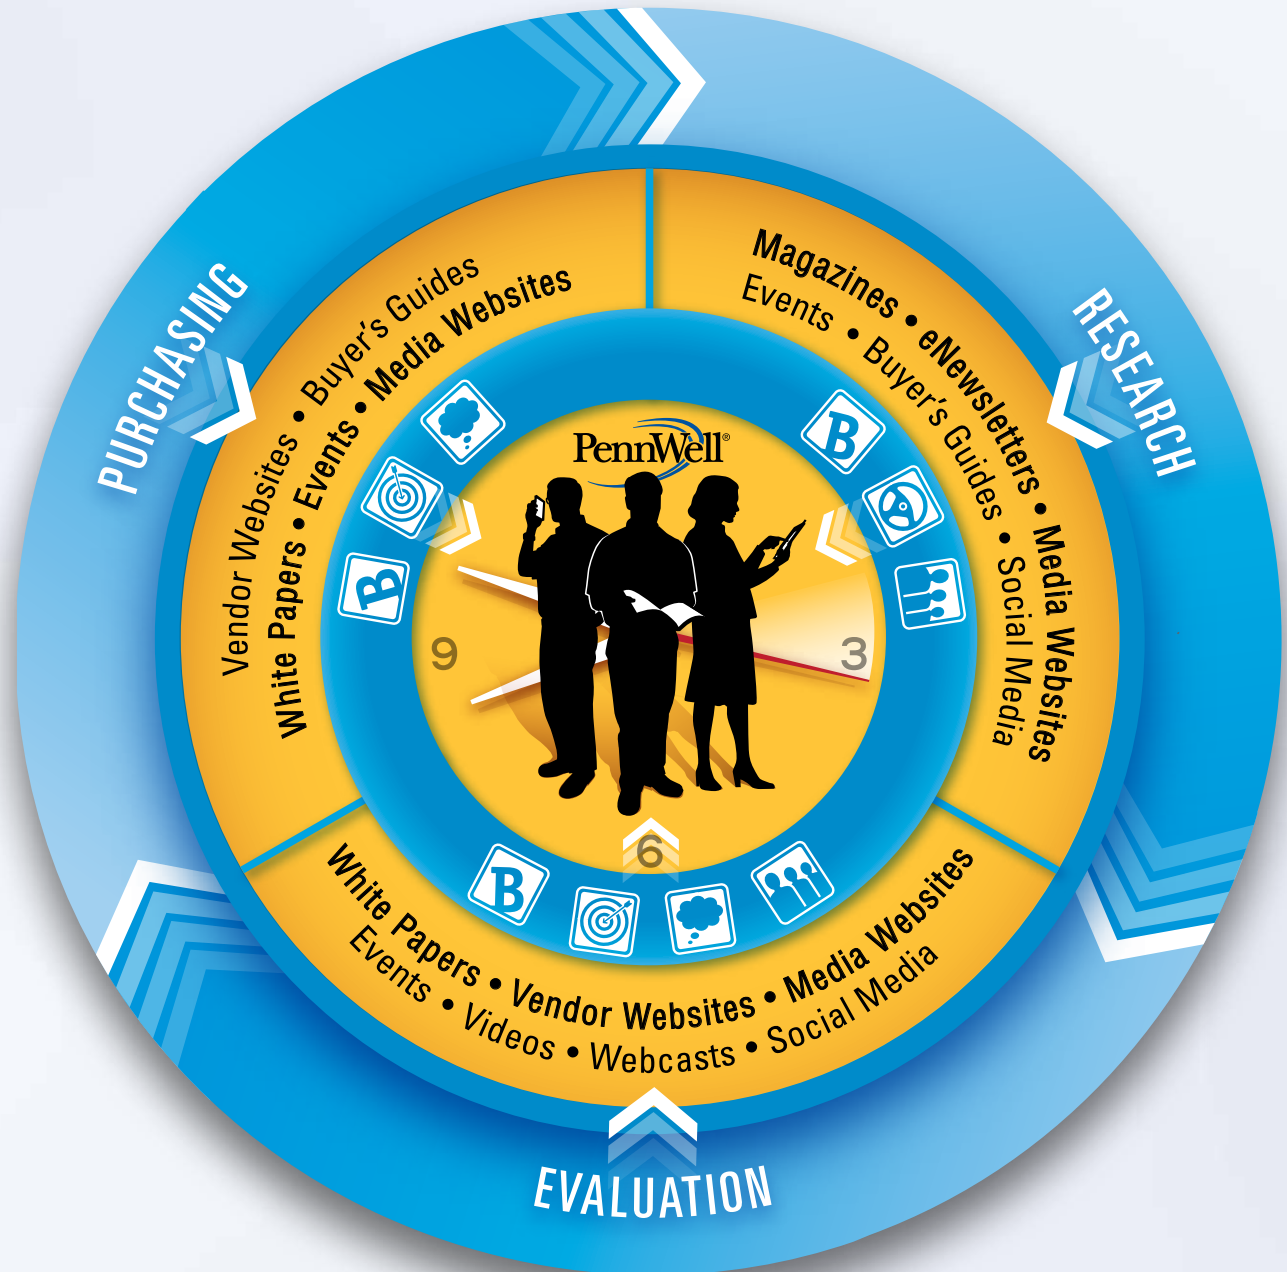 PURCHASING
RESEARCH
EVALUATION
Magazines • eNewsletters • Media Websites
Events • Buyer's Guides • Social Media
White Papers • Vendor Websites • Media Websites
Events • Videos • Webcasts • Social Media
Vendor Websites • Buyer's Guides
White Papers • Events • Media Websites
PennWell®
B
B
B
9
3
6